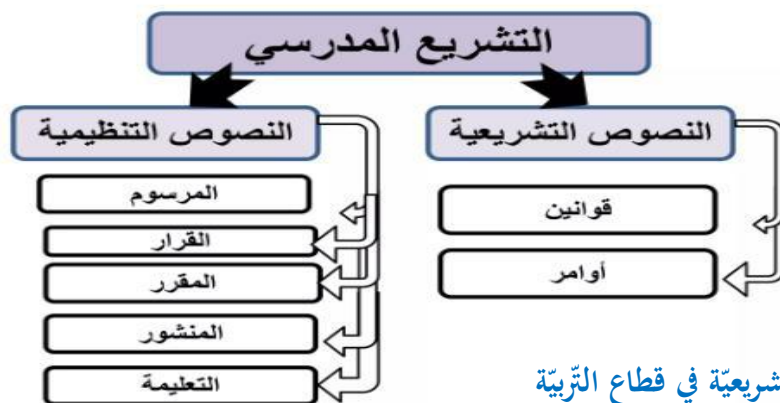 التشريع المدرسي
النصوص التشريعية
قوانين
أوامر
النصوص التنظيمية
المرسوم
القرار
المقرر
المنشور
التعليمة
شريعيّة في قطاع التّربيّة